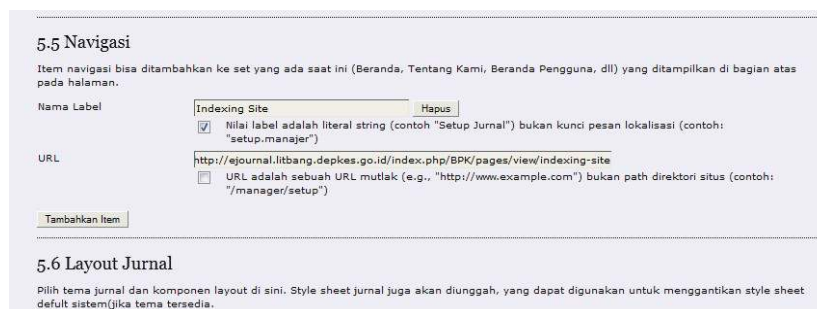 5.5 Navigasi
Item navigasi bisa ditambahkan ke set yang ada saat ini (Beranda, Tentang Kami, Beranda Pengguna, dll) yang ditampilkan di bagian atas
pada halaman.
Nama Label
Indexing Site
Hapus
Nilai label adalah literal string (contoh "Setup Jurnal") bukan kunci pesan lokalisasi (contoh:
"setup.manajer")
URL
http://ejournal.litbang.depkes.go.id/index.php/BPK/pages/view/indexing-site
URL adalah sebuah URL mutlak (e.g., "http://www.example.com") bukan path direktori situs (contoh:
"/manager/setup")
Tambahkan Item
5.6 Layout Jurnal
Pilih tema jurnal dan komponen layout di sini. Style sheet jurnal juga akan diunggah, yang dapat digunakan untuk menggantikan style sheet
defult sistem(jika tema tersedia.